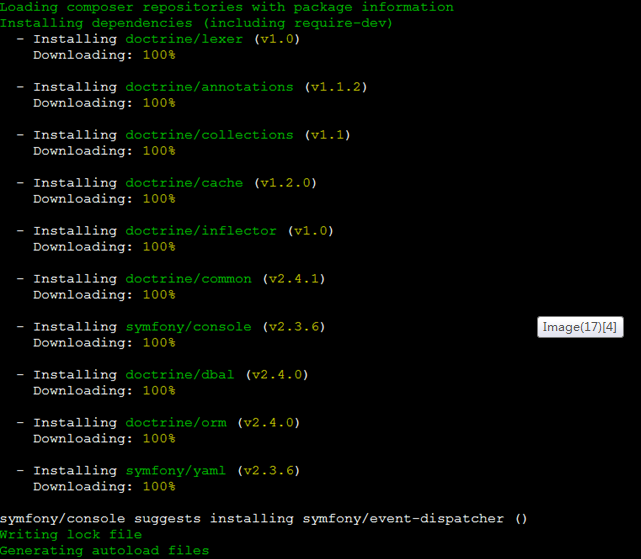 Loading composer repositories with package information
Installing dependencies (including require-dev)
- Installing doctrine/lexer (v1.0)
Downloading: 100%
- Installing doctrine/annotations (v1.1.2)
Downloading: 100%
- Installing doctrine/collections (v1.1)
Downloading: 100%
- Installing doctrine/cache (v1.2.0)
Downloading: 100%
- Installing doctrine/inflector (v1.0)
Downloading: 100%
- Installing doctrine/common (v2.4.1)
Downloading: 100%
- Installing symfony/console (v2.3.6)
Image(17)[4]
Downloading: 100%
- Installing doctrine/dbal (v2.4.0)
Downloading: 100%
- Installing doctrine/orm (v2.4.0)
Downloading: 100%
- Installing symfony/yaml (v2.3.6)
Downloading: 100%
symfony/console suggests installing symfony/event-dispatcher ()
Writing lock file
Generating autoload files